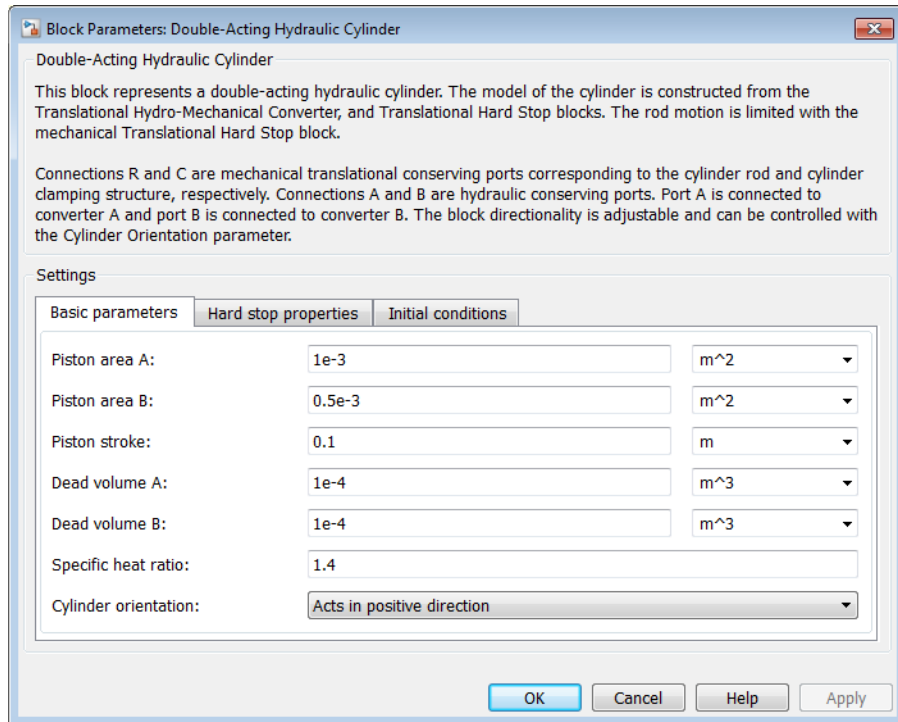 Block Parameters: Double-Acting Hydraulic Cylinder
Double-Acting Hydraulic Cylinder
This block represents a double-acting hydraulic cylinder. The model of the cylinder is constructed from the
Translational Hydro-Mechanical Converter, and Translational Hard Stop blocks. The rod motion is limited with the
mechanical Translational Hard Stop block.
Connections R and C are mechanical translational conserving ports corresponding to the cylinder rod and cylinder
clamping structure, respectively. Connections A and B are hydraulic conserving ports. Port A is connected to
converter A and port B is connected to converter B. The block directionality is adjustable and can be controlled with
the Cylinder Orientation parameter.
Settings
Basic parameters Hard stop properties Initial conditions
Piston area A: 1e-3 m^2
Piston area B: 0.5e-3 m^2
Piston stroke: 0.1 m
Dead volume A: 1e-4 m^3
Dead volume B: 1e-4 m^3
Specific heat ratio: 1.4
Cylinder orientation: Acts in positive direction
OK Cancel Help Apply